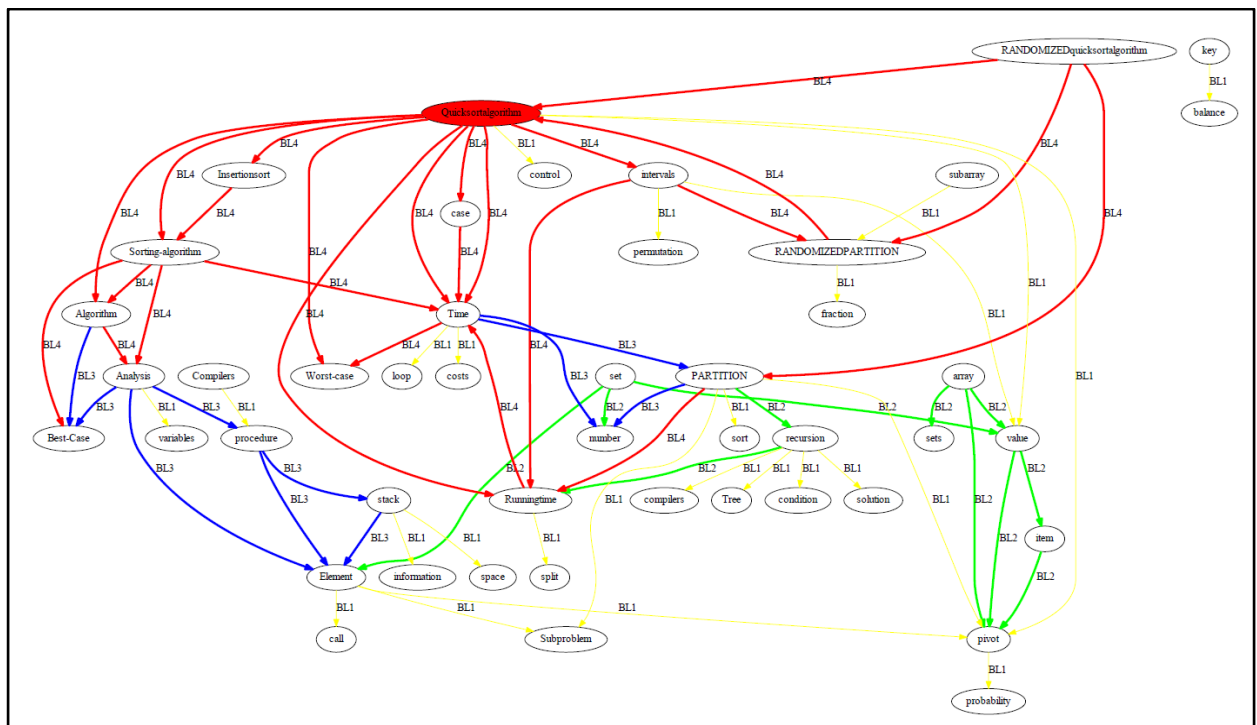 RANDOMIZEDquicksortalgorithm
key
BL4
BL1
Quicksortalgorithm
balance
BL4
BL4
BL4
BL1
BL4
BL4
Insertionsort
control
intervals
subarray
BL4
BL4
BL4
case
BL4
BL4
BL1
BL4
BL1
BL4
BL4
Sorting-algorithm
BL4
BL4
permutation
RANDOMIZEDPARTITION
BL4
BL4
BL4
BL1
BL1
Algorithm
Time
fraction
BL4
BL4
BL4
BL1
BL1
BL3
BL4
BL1
BL1
BL3
BL4
BL3
Analysis
Compilers
Worst-case
loop
costs
set
PARTITION
array
BL3
BL1
BL3
BL1
BL4
BL2
BL3
BL1
BL2
BL2
BL2
BL2
Best-Case
variables
procedure
number
sort
recursion
sets
value
BL3
BL3
BL2
BL4
BL2
BL1
BL1
BL1
BL1
BL2
stack
Runningtime
compilers
Tree
condition
solution
BL3
BL3
BL1
BL1
BL1
BL1
BL1
BL2
BL2
item
Element
information
space
split
BL2
BL1
BL1
BL1
call
Subproblem
pivot
BL1
probability